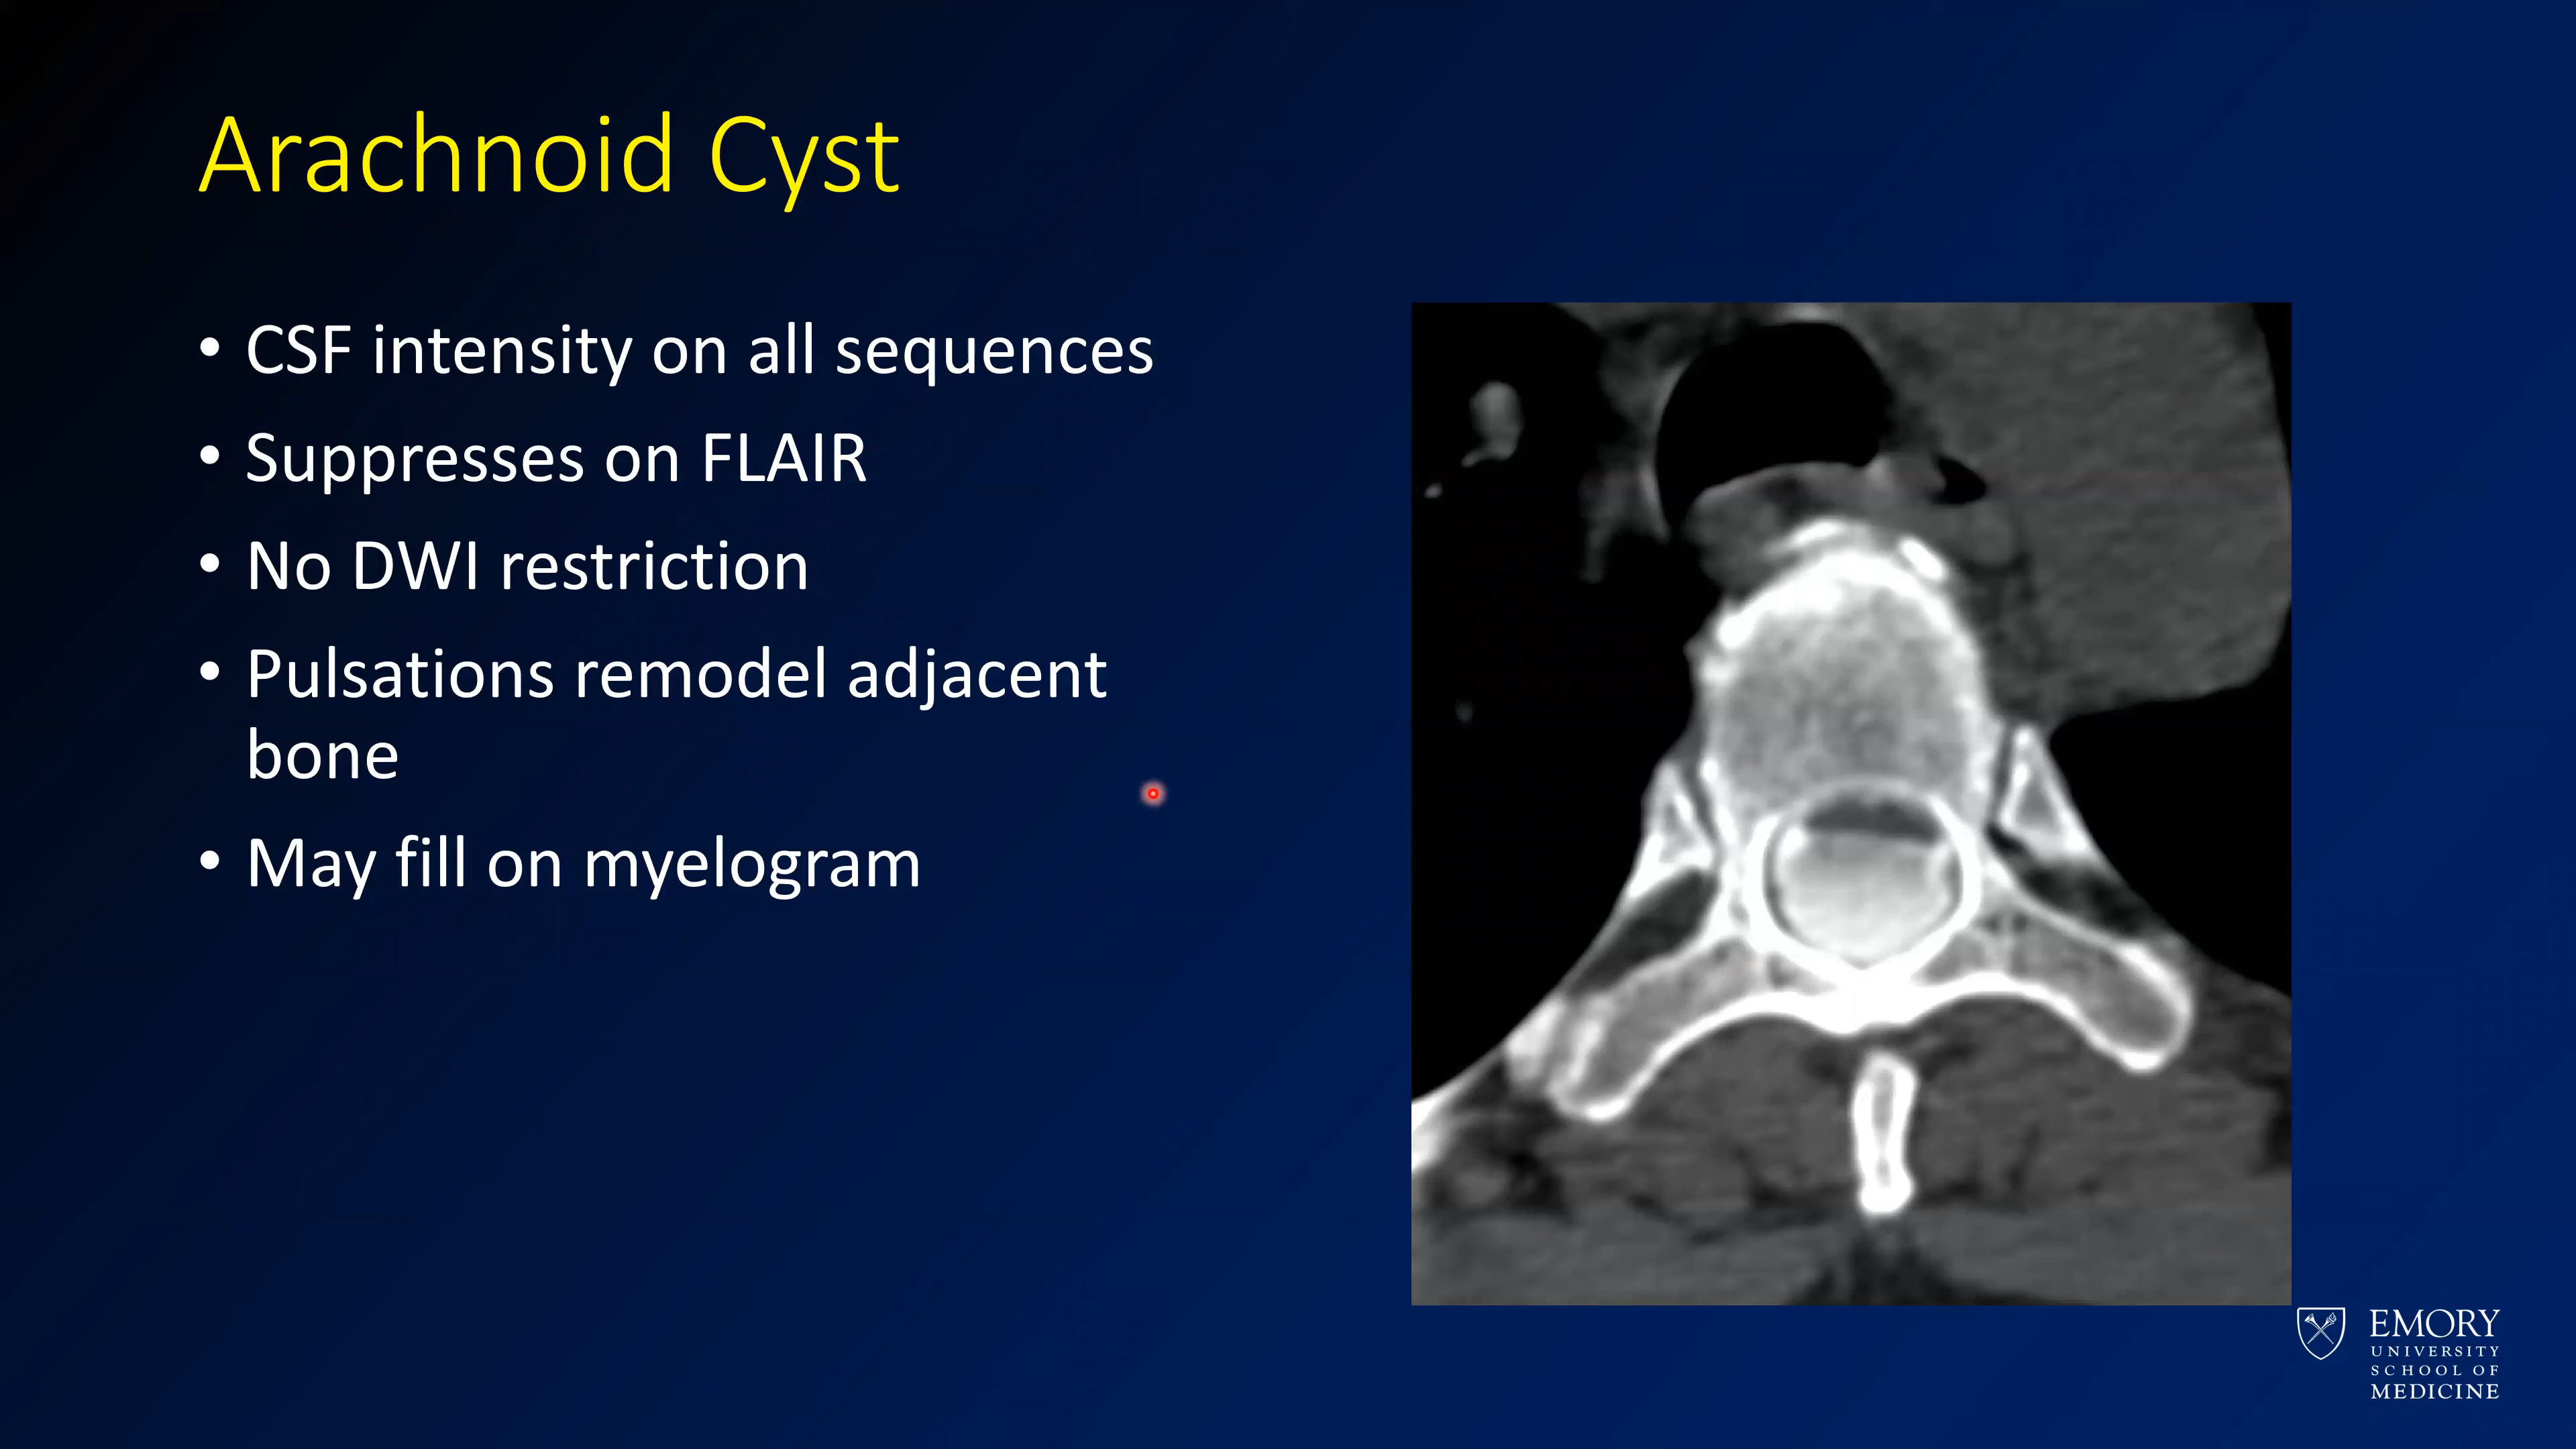 Arachnoid Cyst
• CSF intensity on all sequences
• Suppresses on FLAIR
• No DWI restriction
• Pulsations remodel adjacent
bone
• May fill on myelogram
EMORY
UNIVERSITY
SCHOOL OF
MEDICINE